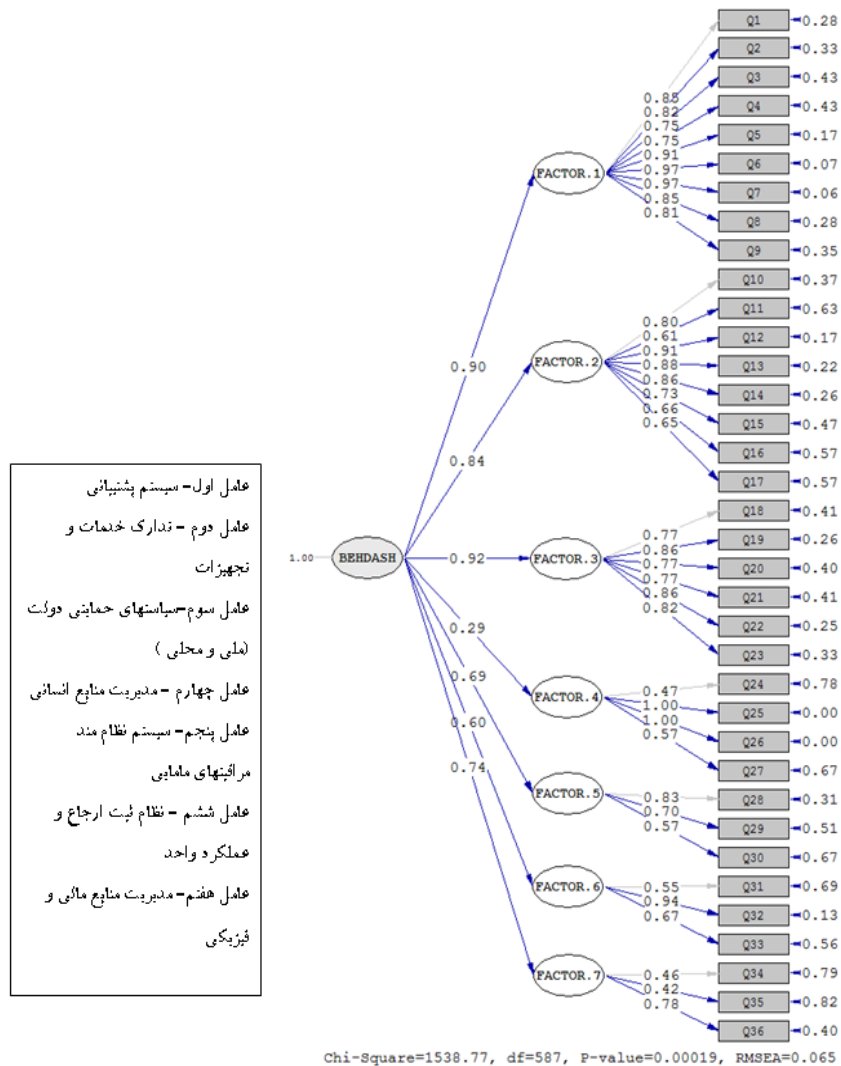 Q1 0.28
Q2 0.33
Q3 0.43
Q4 0.43
Q5 0.17
Q6 0.07
Q7 0.06
Q8 0.28
Q9 0.35
0.85
0.82
0.75
0.75
0.91
0.97
0.97
0.85
0.81
FACTOR.1
0.90
Q10 0.37
Q11 0.63
Q12 0.17
Q13 0.22
Q14 0.26
Q15 0.47
Q16 0.57
Q17 0.57
0.80
0.61
0.91
0.88
0.86
0.73
0.66
0.65
FACTOR.2
0.84
Q18 0.41
Q19 0.26
Q20 0.40
Q21 0.41
Q22 0.25
Q23 0.33
0.77
0.86
0.77
0.77
0.86
0.82
FACTOR.3
0.92
1.00 BEHDASH
Q24 0.78
Q25 0.00
Q26 0.00
Q27 0.67
0.47
1.00
1.00
0.57
FACTOR.4
0.29
Q28 0.31
Q29 0.51
Q30 0.67
0.83
0.70
0.57
FACTOR.5
0.69
Q31 0.69
Q32 0.13
Q33 0.56
0.55
0.94
0.67
FACTOR.6
0.60
Q34 0.79
Q35 0.82
Q36 0.40
0.46
0.42
0.78
FACTOR.7
0.74
عامل اول- سیستم پشتیبانی
عامل دوم - تدارک خدمات و
تجهیزات
عامل سوم-سیاستهای حمایتی دولت
(ملی و محلی )
عامل چهارم - مدیریت منابع انسانی
عامل پنجم- سیستم نظام مند
مراقبتهای مامایی
عامل ششم - نظام ثبت ارجاع و
عملکرد واحد
عامل هفتم- مدیریت منابع مالی و
فیزیکی
Chi-Square=1538.77, df=587, P-value=0.00019, RMSEA=0.065